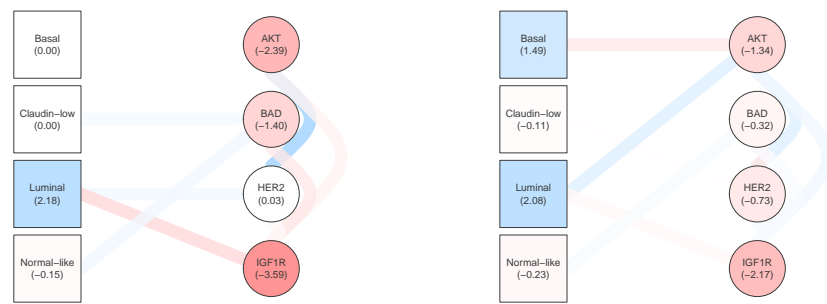 Basal
(0.00)
Claudin−low
(0.00)
Luminal
(2.18)
Normal−like
(−0.15)
AKT
(−2.39)
BAD
(−1.40)
HER2
(0.03)
IGF1R
(−3.59)
Basal
(1.49)
Claudin−low
(−0.11)
Luminal
(2.08)
Normal−like
(−0.23)
AKT
(−1.34)
BAD
(−0.32)
HER2
(−0.73)
IGF1R
(−2.17)